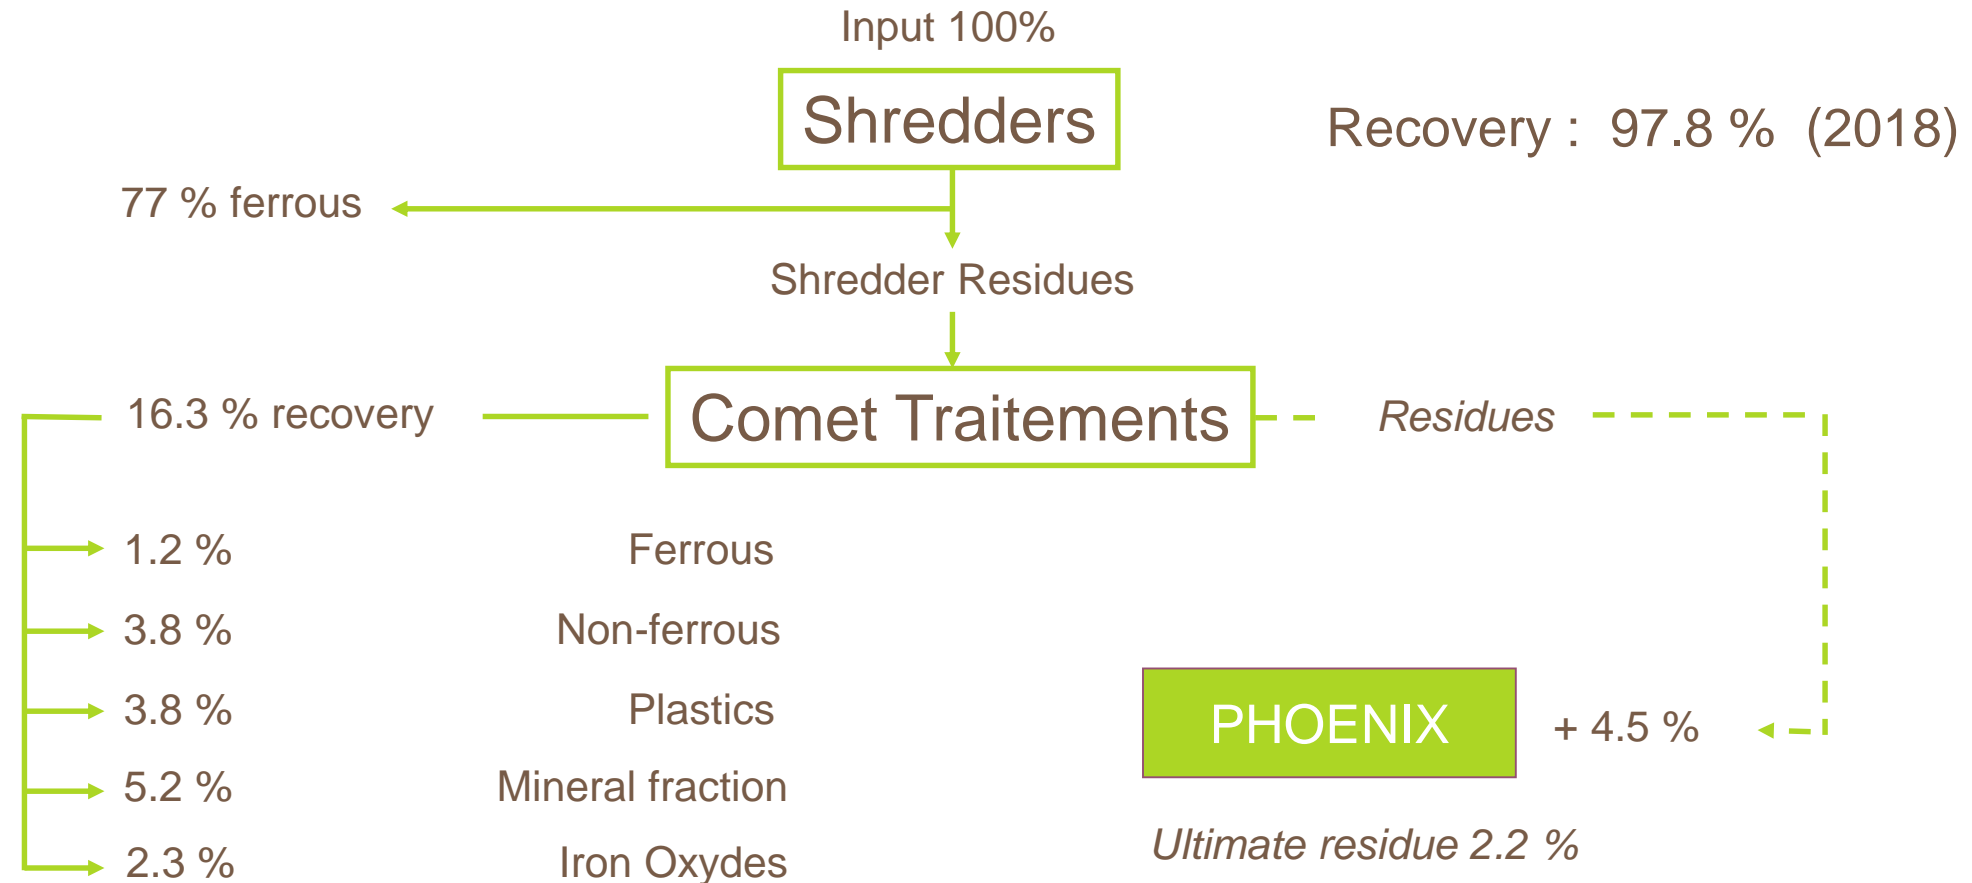 Input 100%
Shredders
Recovery : 97.8 % (2018)
77 % ferrous
Shredder Residues
16.3 % recovery
Comet Traitements
Residues
1.2 % Ferrous
3.8 % Non-ferrous
3.8 % Plastics
5.2 % Mineral fraction
2.3 % Iron Oxydes
PHOENIX
+ 4.5 %
Ultimate residue 2.2 %